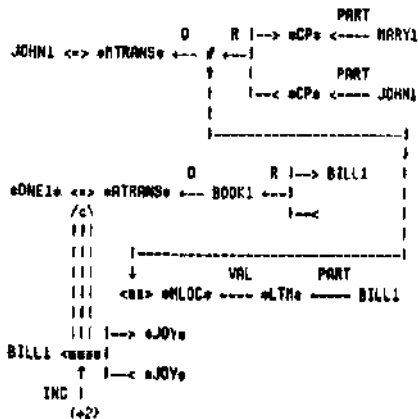 PART
O R |--> *CP* <---- MARY1
JOHN1 <=> *MTRANS* <--- # <---|
PART
|--< *CP* <---- JOHN1
O R |--> BILL1
*ONE1* <=> *ATRANS* <--- BOOK1 <---|
/c\ |--<
|||
|||
||| VAL PART
||| <==> *MLOC* ---- *LTM* ----- BILL1
|||
||| |--> *JOY*
BILL1 <====|
| |--< *JOY*
INC |
(+2)